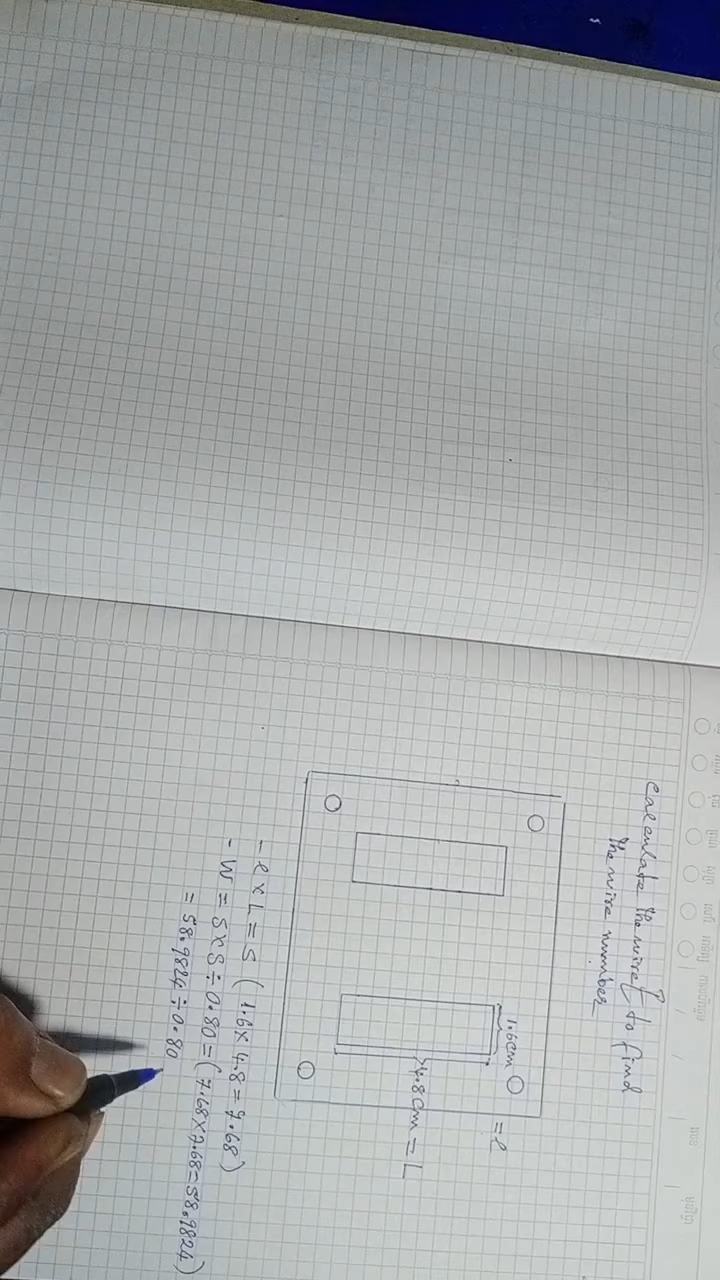 Calculate the wire? to find
the wire number
1.6cm
= l
4.8cm = L
- l x L = S ( 1.6 x 4.8 = 7.68 )
- W = S x S ÷ 0.80 = ( 7.68 x 7.68 = 58.9824 )
= 58.9824 ÷ 0.80